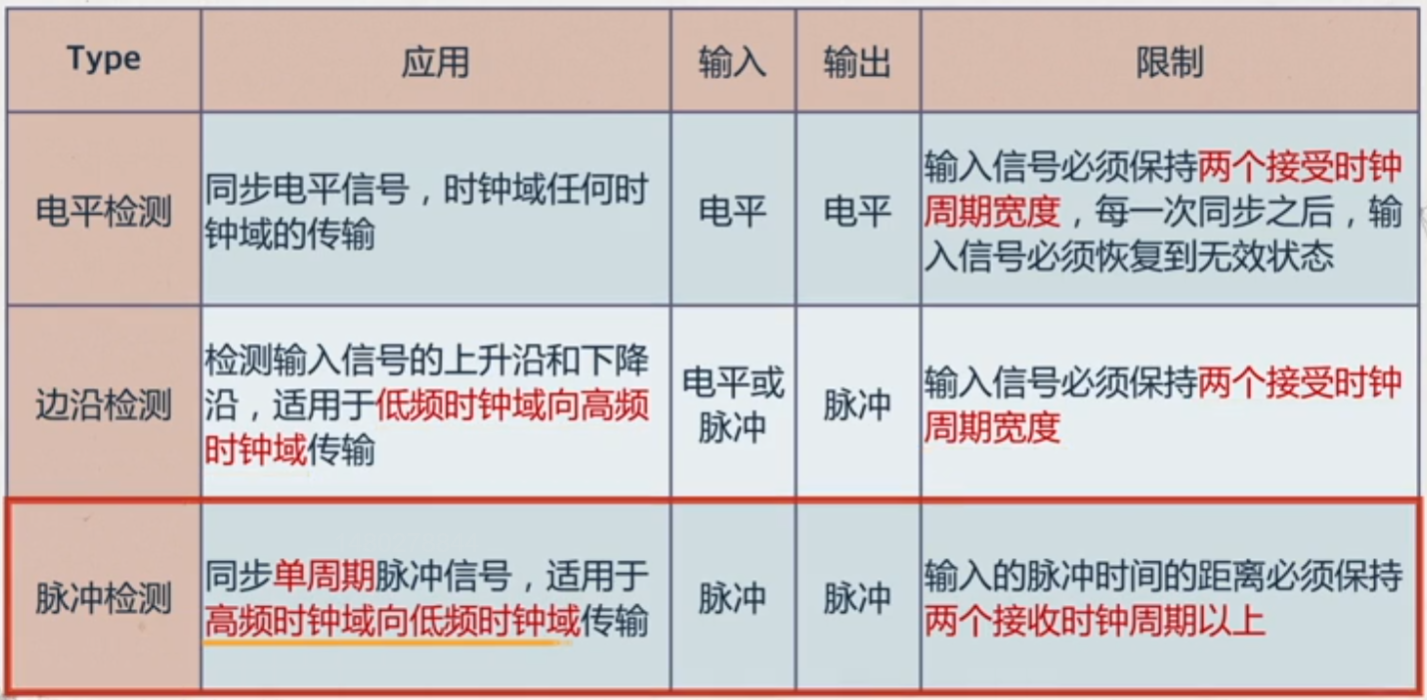 Type 应用 输入 输出 限制
电平检测
同步电平信号，时钟域任何时
钟域的传输
电平
电平
输入信号必须保持两个接受时钟
周期宽度，每一次同步之后，输
入信号必须恢复到无效状态
边沿检测
检测输入信号的上升沿和下降
沿，适用于低频时钟域向高频
时钟域传输
电平或
脉冲
脉冲
输入信号必须保持两个接受时钟
周期宽度
脉冲检测
同步单周期脉冲信号，适用于
高频时钟域向低频时钟域传输
脉冲
脉冲
输入的脉冲时间的距离必须保持
两个接收时钟周期以上